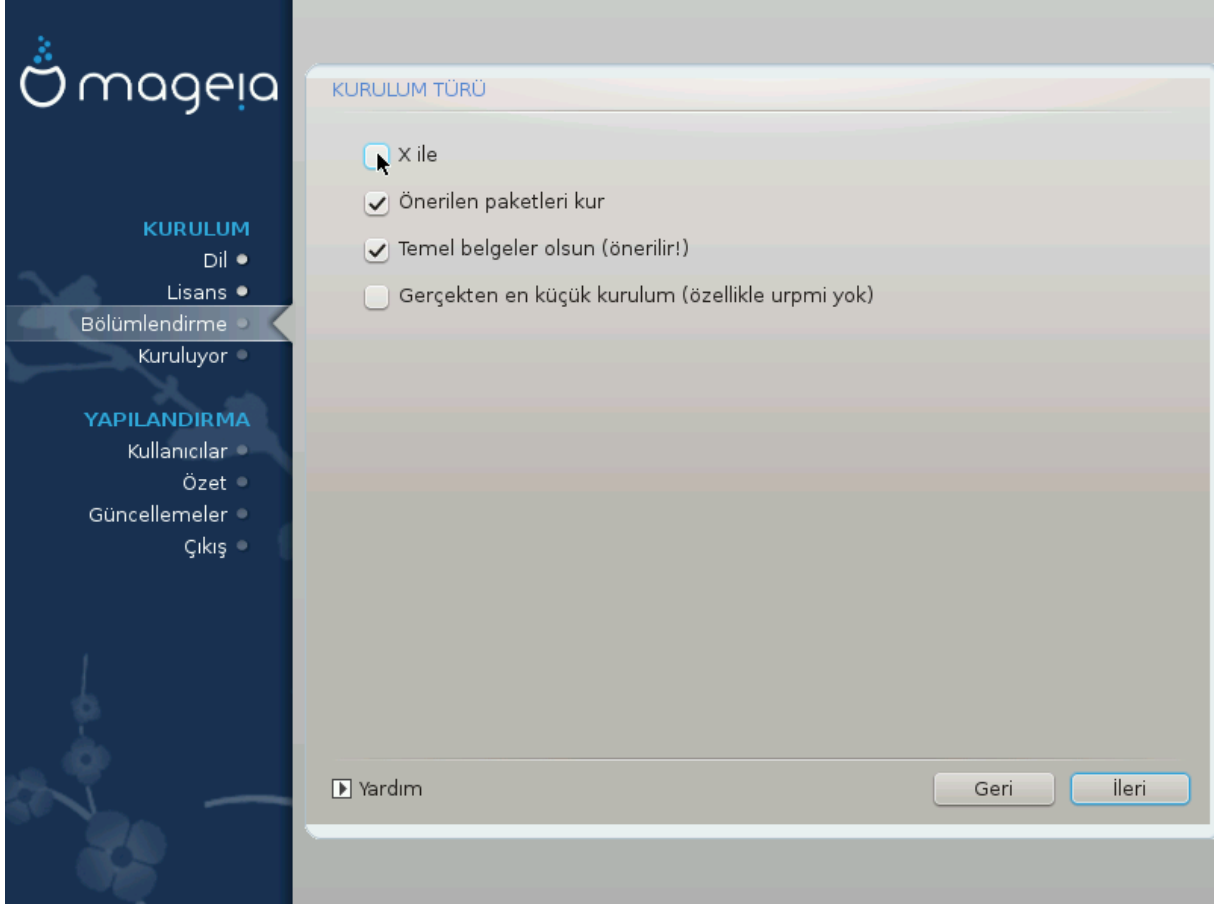 mageia
KURULUM
Dil
Lisans
Bölümlendirme
Kuruluyor
YAPILANDIRMA
Kullanıcılar
Özet
Güncellemeler
Çıkış
KURULUM TÜRÜ
X ile
Önerilen paketleri kur
Temel belgeler olsun (önerilir!)
Gerçekten en küçük kurulum (özellikle urpmi yok)
Yardım
Geri
İleri